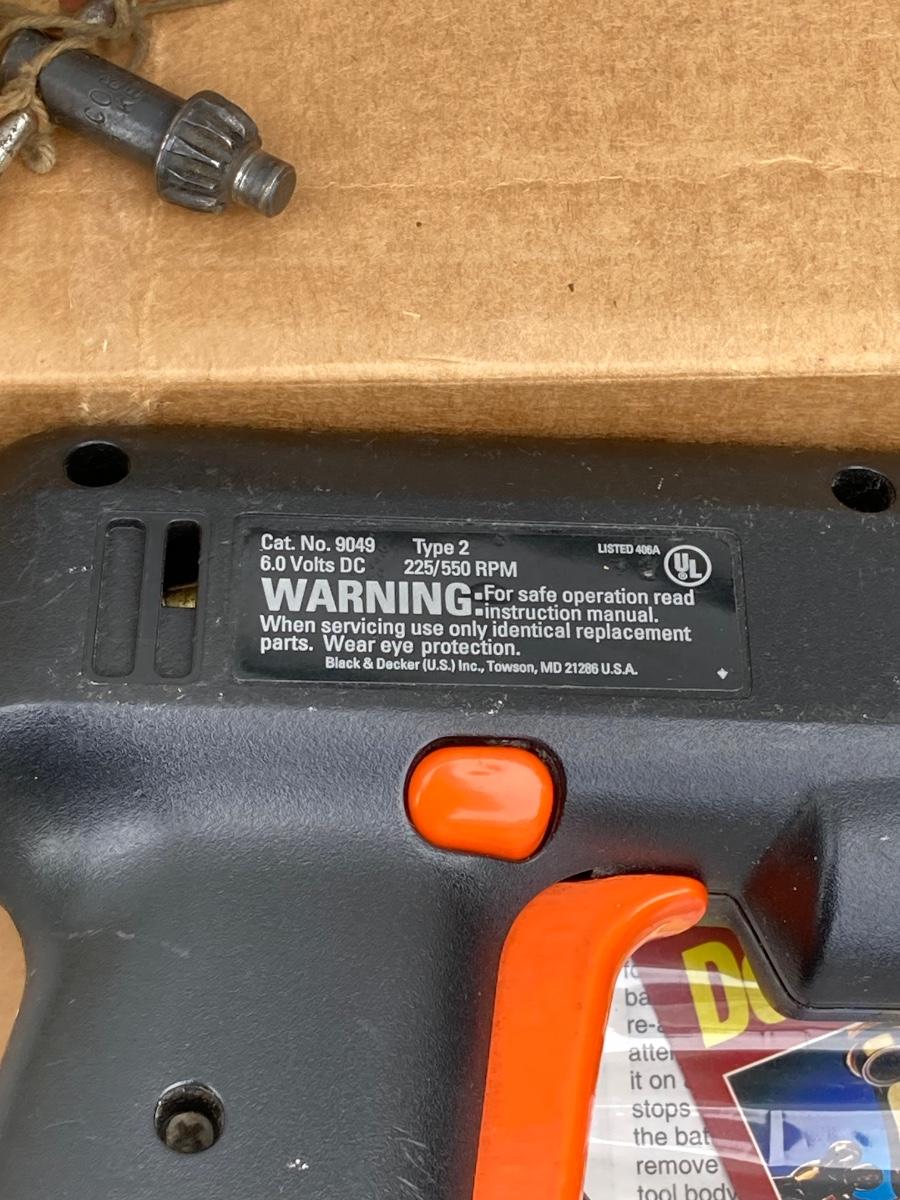 Cat. No. 9049 Type 2 LISTED 406A
6.0 Volts DC 225/550 RPM UL
WARNING: For safe operation read
instruction manual.
When servicing use only identical replacement
parts. Wear eye protection.
Black & Decker (U.S.) Inc., Towson, MD 21286 U.S.A.
it on
stops
the bat
remove
tool body